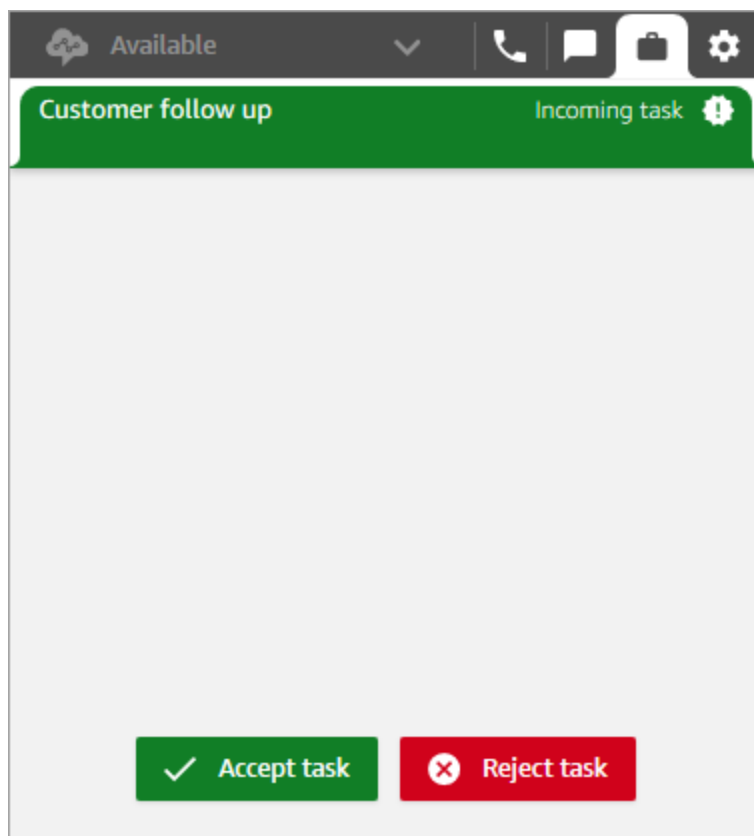 Available
Customer follow up Incoming task
Accept task Reject task